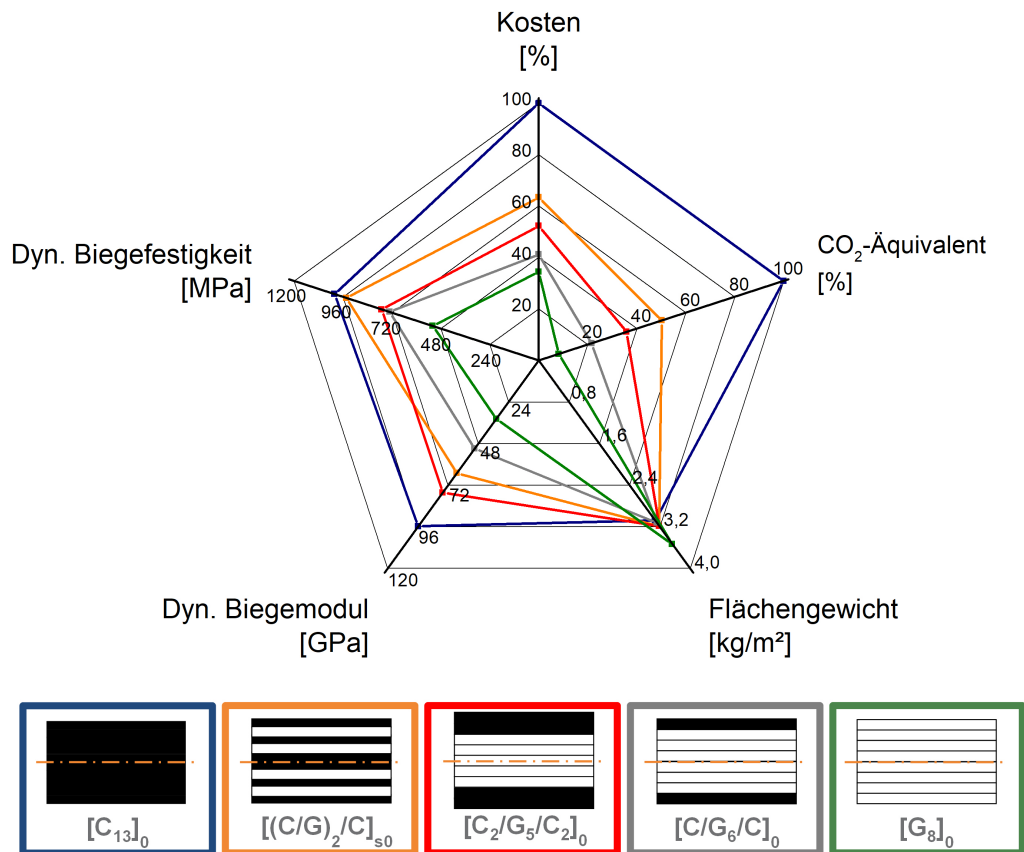 Kosten
[%]
100
80
60
40
20
CO₂-Äquivalent
[%]
100
80
60
40
20
Dyn. Biegefestigkeit
[MPa]
1200
960
720
480
240
24
48
72
96
120
0,8
1,6
2,4
3,2
4,0
Dyn. Biegemodul
[GPa]
Flächengewicht
[kg/m²]
[C₁₃]₀
[(C/G)₂/C]ₛ₀
[C₂/G₅/C₂]₀
[C/G₆/C]₀
[G₈]₀